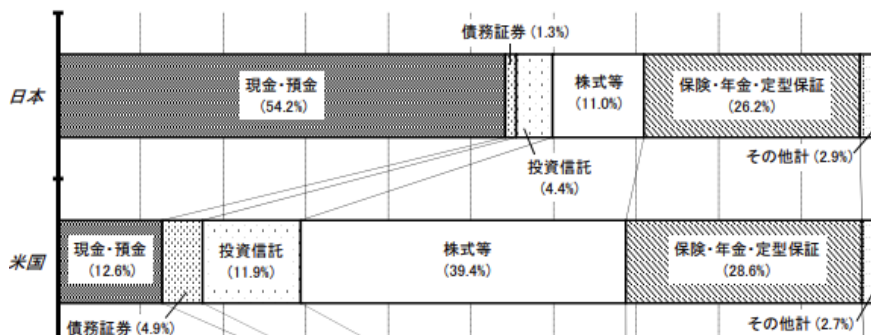 債務証券 (1.3%)
日本
現金・預金
(54.2%)
株式等
(11.0%)
保険・年金・定型保証
(26.2%)
投資信託
(4.4%)
その他計 (2.9%)
米国
現金・預金
(12.6%)
投資信託
(11.9%)
株式等
(39.4%)
保険・年金・定型保証
(28.6%)
債務証券 (4.9%)
その他計 (2.7%)